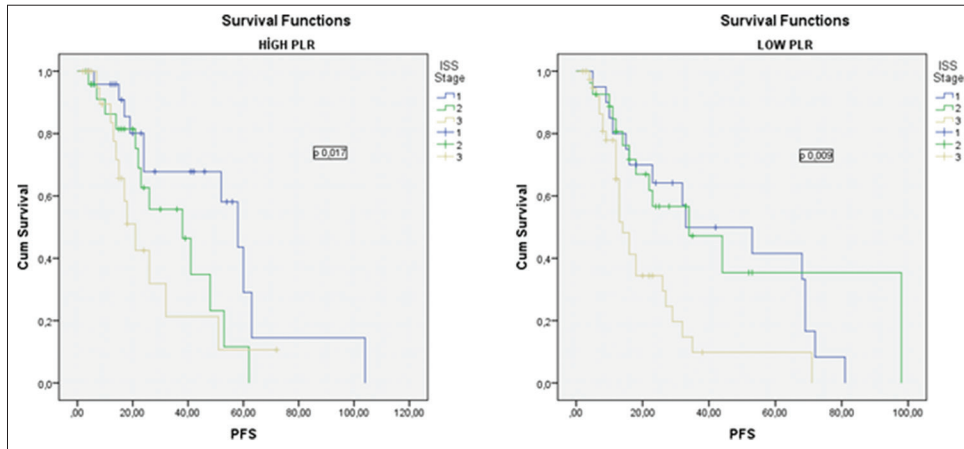 Survival Functions
HİGH PLR
ISS
Stage
1
2
3
1
2
3
p 0,017
1,0
0,8
0,6
0,4
0,2
0,0
Cum Survival
,00
20,00
40,00
60,00
80,00
100,00
120,00
PFS
Survival Functions
LOW PLR
ISS
Stage
1
2
3
1
2
3
p 0,009
1,0
0,8
0,6
0,4
0,2
0,0
Cum Survival
,00
20,00
40,00
60,00
80,00
100,00
PFS